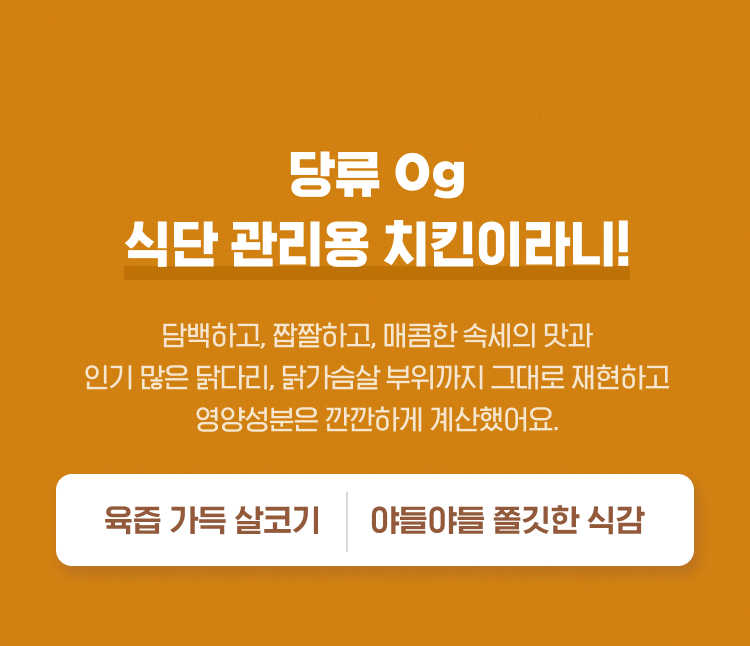 당류 0g
식단 관리용 치킨이라니!
담백하고, 짭짤하고, 매콤한 속세의 맛과
인기 많은 닭다리, 닭가슴살 부위까지 그대로 재현하고
영양성분은 깐깐하게 계산했어요.
육즙 가득 살코기
야들야들 쫄깃한 식감